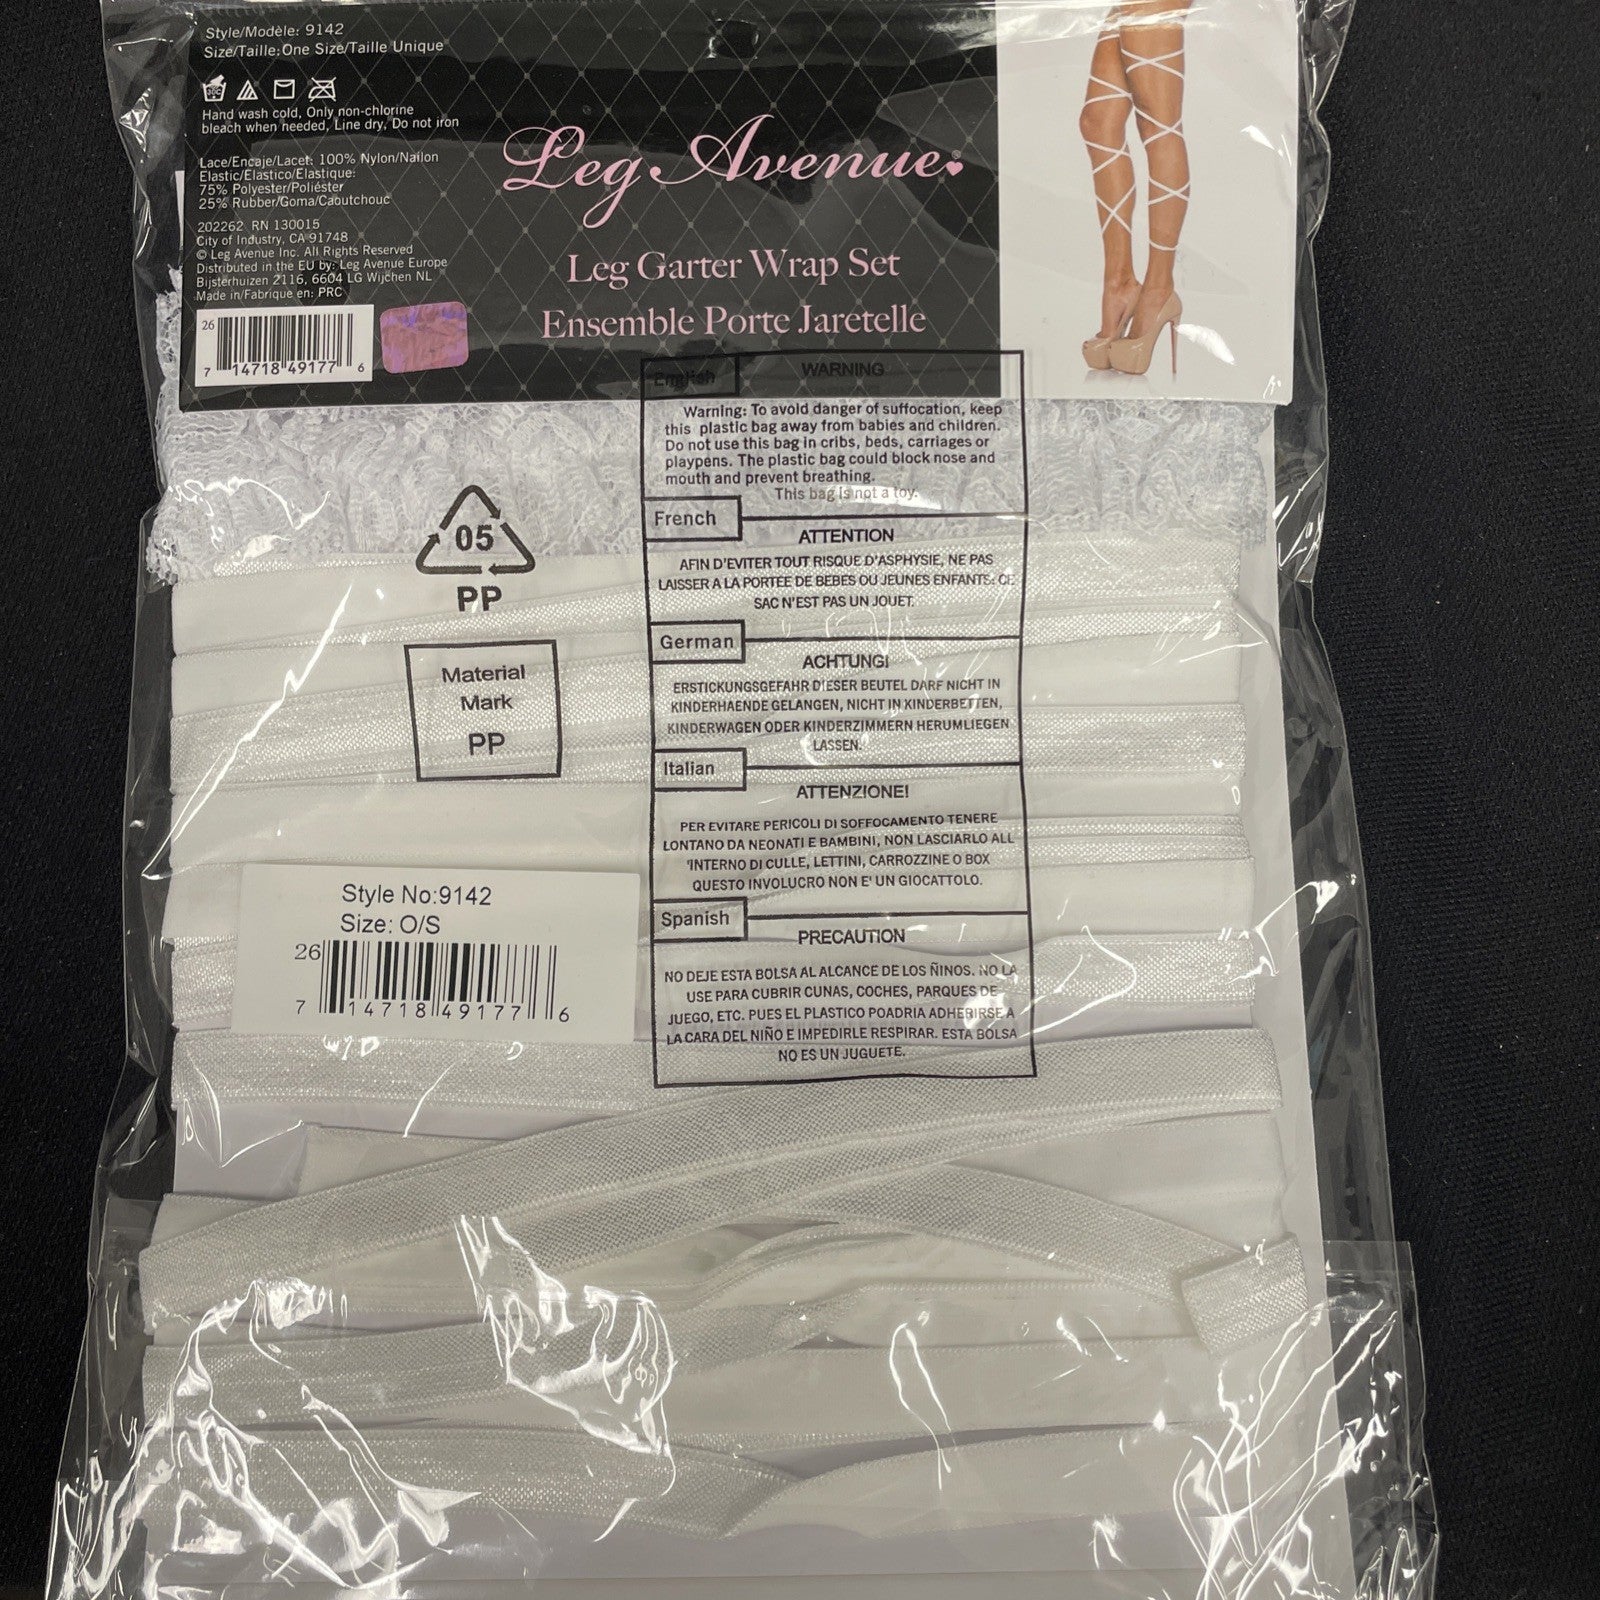 Style/Modèle: 9142
Size/Taille: One Size/Taille Unique
30C
Hand wash cold, Only non-chlorine
bleach when needed, Line dry, Do not iron
Lace/Encaje/Lacet: 100% Nylon/Nailon
Elastic/Elastico/Elastique:
75% Polyester/Poliéster
25% Rubber/Goma/Caoutchouc
202262 RN 130015
City of Industry, CA 91748
© Leg Avenue Inc. All Rights Reserved
Distributed in the EU by: Leg Avenue Europe
Bijsterhuizen 2116, 6604 LG Wijchen NL
Made in/Fabrique en: PRC
26
7 14718 49177 6
Leg Avenue
Leg Garter Wrap Set
Ensemble Porte Jaretelle
English
WARNING
Warning: To avoid danger of suffocation, keep
this plastic bag away from babies and children.
Do not use this bag in cribs, beds, carriages or
playpens. The plastic bag could block nose and
mouth and prevent breathing.
This bag is not a toy.
French
ATTENTION
AFIN D'EVITER TOUT RISQUE D'ASPHYSIE, NE PAS
LAISSER A LA PORTEE DE BEBES OU JEUNES ENFANTS. CE
SAC N'EST PAS UN JOUET.
German
ACHTUNG!
ERSTICKUNGSGEFAHR DIESER BEUTEL DARF NICHT IN
KINDERHAENDE GELANGEN, NICHT IN KINDERBETTEN,
KINDERWAGEN ODER KINDERZIMMERN HERUMLIEGEN
LASSEN.
Italian
ATTENZIONE!
PER EVITARE PERICOLI DI SOFFOCAMENTO TENERE
LONTANO DA NEONATI E BAMBINI, NON LASCIARLO ALL
'INTERNO DI CULLE, LETTINI, CARROZZINE O BOX
QUESTO INVOLUCRO NON E' UN GIOCATTOLO.
Spanish
PRECAUTION
NO DEJE ESTA BOLSA AL ALCANCE DE LOS ÑINOS. NO LA
USE PARA CUBRIR CUNAS, COCHES, PARQUES DE
JUEGO, ETC. PUES EL PLASTICO POADRIA ADHERIRSE A
LA CARA DEL NIÑO E IMPEDIRLE RESPIRAR. ESTA BOLSA
NO ES UN JUGUETE.
05
PP
Material
Mark
PP
Style No:9142
Size: O/S
26
7 14718 49177 6